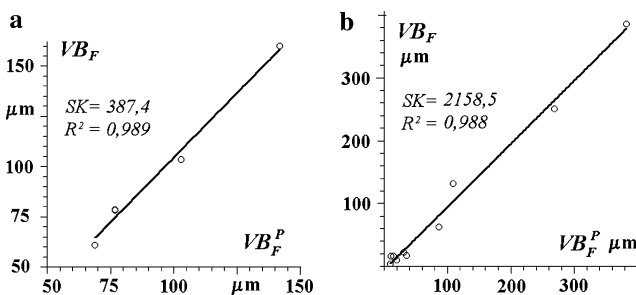 a
VB_F
150
μm
SK= 387,4
R² = 0,989
100
75
VB_F^P
50
50
75
100
μm
150
b
VB_F
μm
300
SK= 2158,5
R² = 0,988
200
100
VB_F^P μm
100
200
300